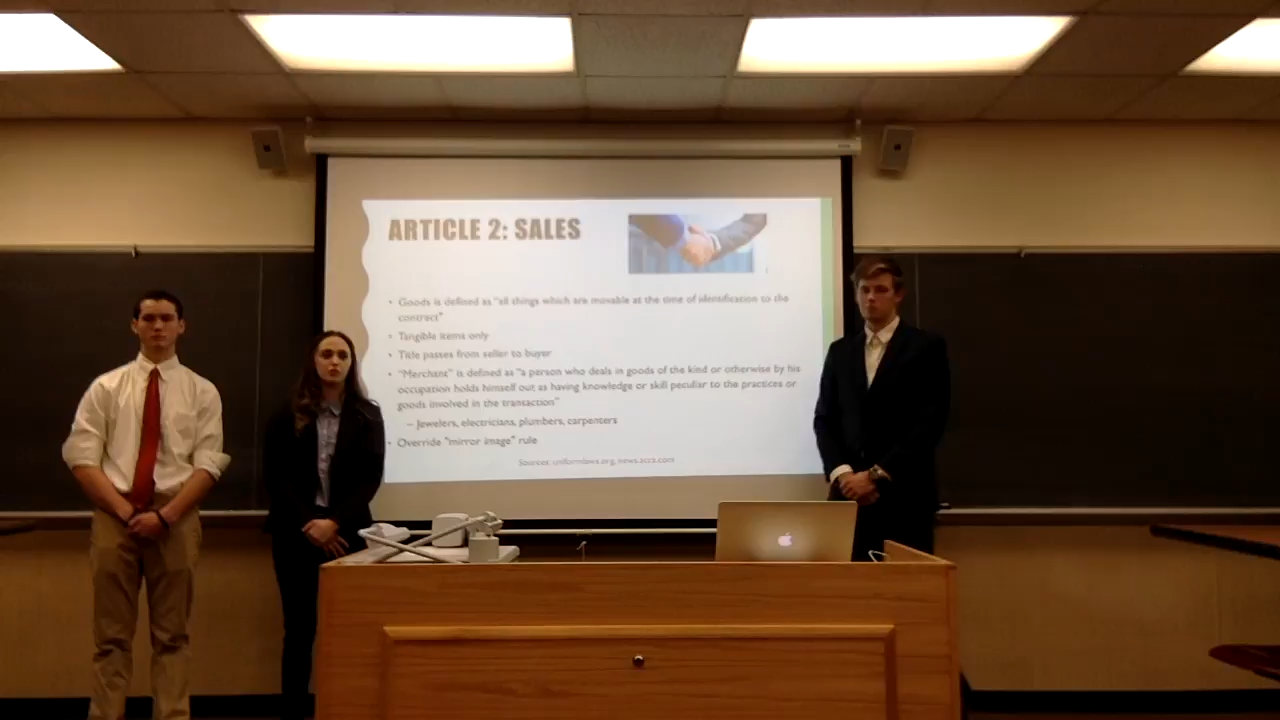 ARTICLE 2: SALES
• Goods is defined as "all things which are movable at the time of identification to the
contract"
• Tangible items only
• Title passes from seller to buyer
• "Merchant" is defined as "a person who deals in goods of the kind or otherwise by his
occupation holds himself out as having knowledge or skill peculiar to the practices or
goods involved in the transaction"
– Jewelers, electricians, plumbers, carpenters
• Override "mirror image" rule
Sources: uniformlaws.org, news.acca.com